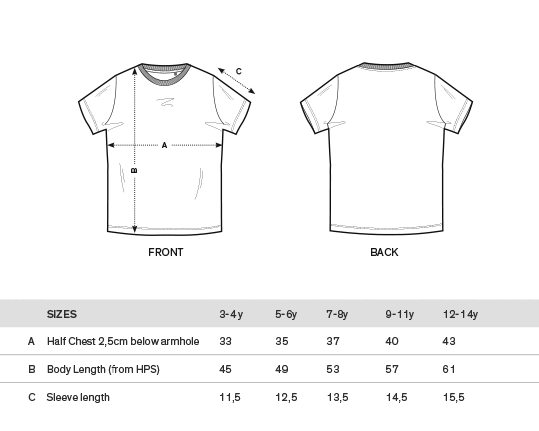 C
A
B
FRONT BACK
SIZES 3-4y 5-6y 7-8y 9-11y 12-14y
A Half Chest 2,5cm below armhole 33 35 37 40 43
B Body Length (from HPS) 45 49 53 57 61
C Sleeve length 11,5 12,5 13,5 14,5 15,5